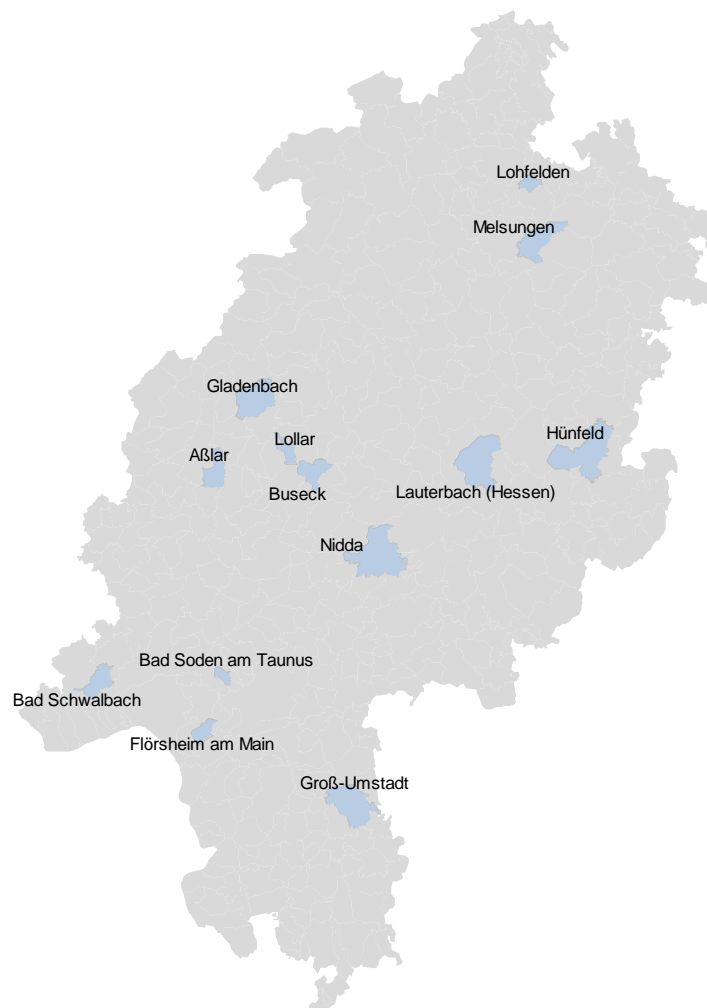 Lohfelden
Melsungen
Gladenbach
Lollar
Hünfeld
Aßlar
Buseck
Lauterbach (Hessen)
Nidda
Bad Soden am Taunus
Bad Schwalbach
Flörsheim am Main
Groß-Umstadt